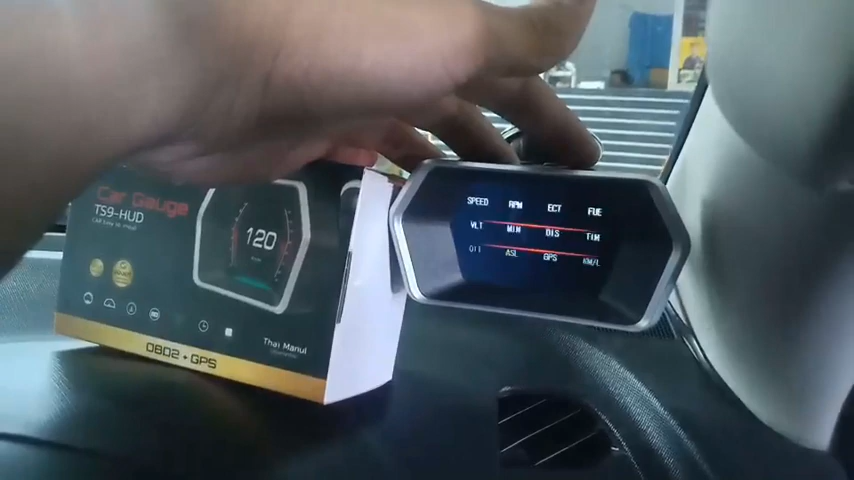 Car Gauge
TS9-HUD
120
Thai Manul
OBD2+GPS
SPEED RPM ECT FUE
VLT MIN DIS TIM
OIT ASL GPS KM/L